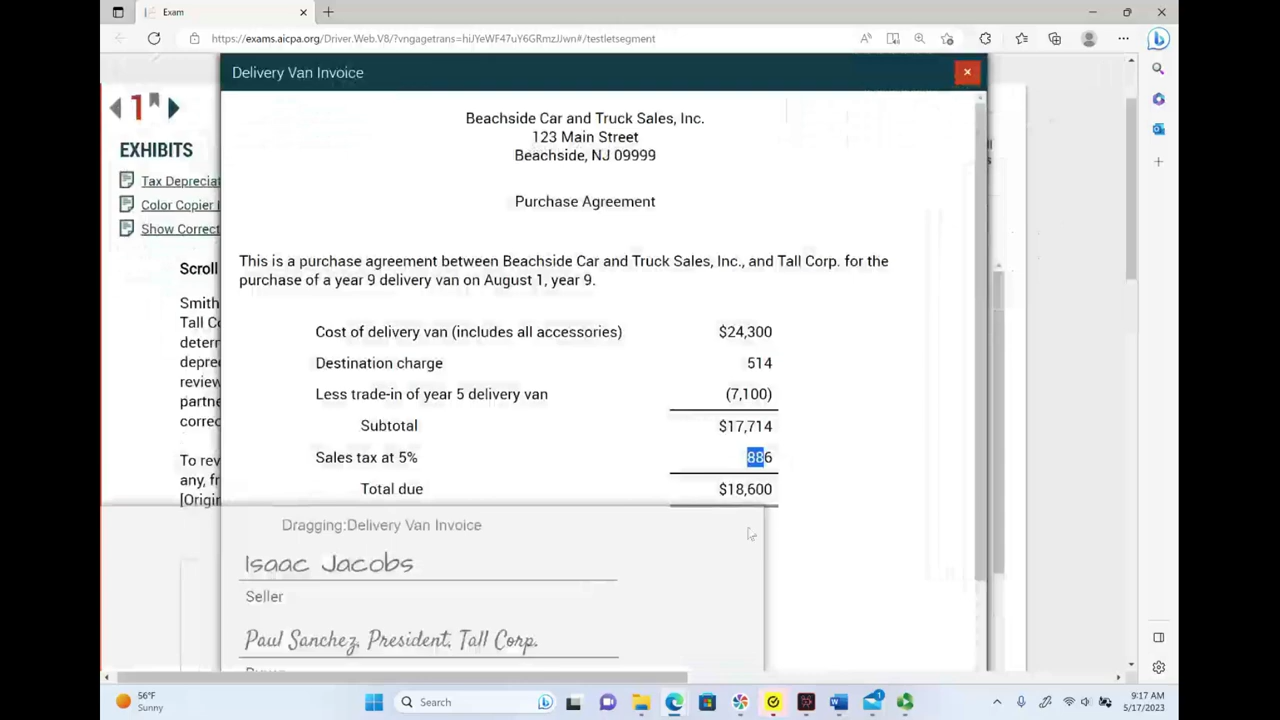 Exam
https://exams.aicpa.org/Driver.Web.V8/?vngagetrans=hiJYeWF47uY6GRmzJJwn#/testletsegment
Delivery Van Invoice
1
EXHIBITS
Tax Depreciat
Color Copier I
Show Correct
Scroll
Smith
Tall Co
determ
depre
review
partne
correc
To rev
any, fr
[Origin
Beachside Car and Truck Sales, Inc.
123 Main Street
Beachside, NJ 09999
Purchase Agreement
This is a purchase agreement between Beachside Car and Truck Sales, Inc., and Tall Corp. for the
purchase of a year 9 delivery van on August 1, year 9.
Cost of delivery van (includes all accessories) $24,300
Destination charge 514
Less trade-in of year 5 delivery van (7,100)
Subtotal $17,714
Sales tax at 5% 886
Total due $18,600
Dragging:Delivery Van Invoice
Isaac Jacobs
Seller
Paul Sanchez, President, Tall Corp.
56°F
Sunny
Search
9:17 AM
5/17/2023